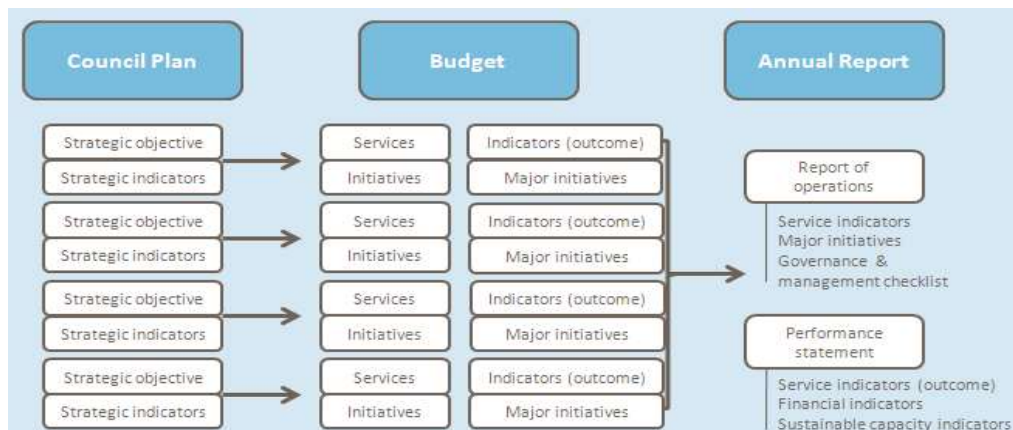 Council Plan
Budget
Annual Report
Strategic objective
Strategic indicators
Services
Initiatives
Indicators (outcome)
Major initiatives
Strategic objective
Strategic indicators
Services
Initiatives
Indicators (outcome)
Major initiatives
Strategic objective
Strategic indicators
Services
Initiatives
Indicators (outcome)
Major initiatives
Strategic objective
Strategic indicators
Services
Initiatives
Indicators (outcome)
Major initiatives
Report of
operations
Service indicators
Major initiatives
Governance &
management checklist
Performance
statement
Service indicators (outcome)
Financial indicators
Sustainable capacity indicators